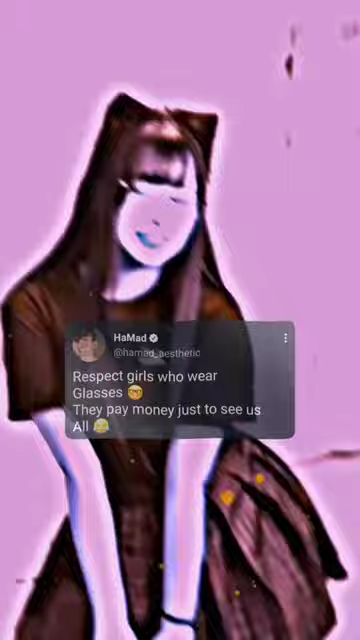 HaMad
@hamad_aesthetic
Respect girls who wear
Glasses 🤓
They pay money just to see us
All 😂